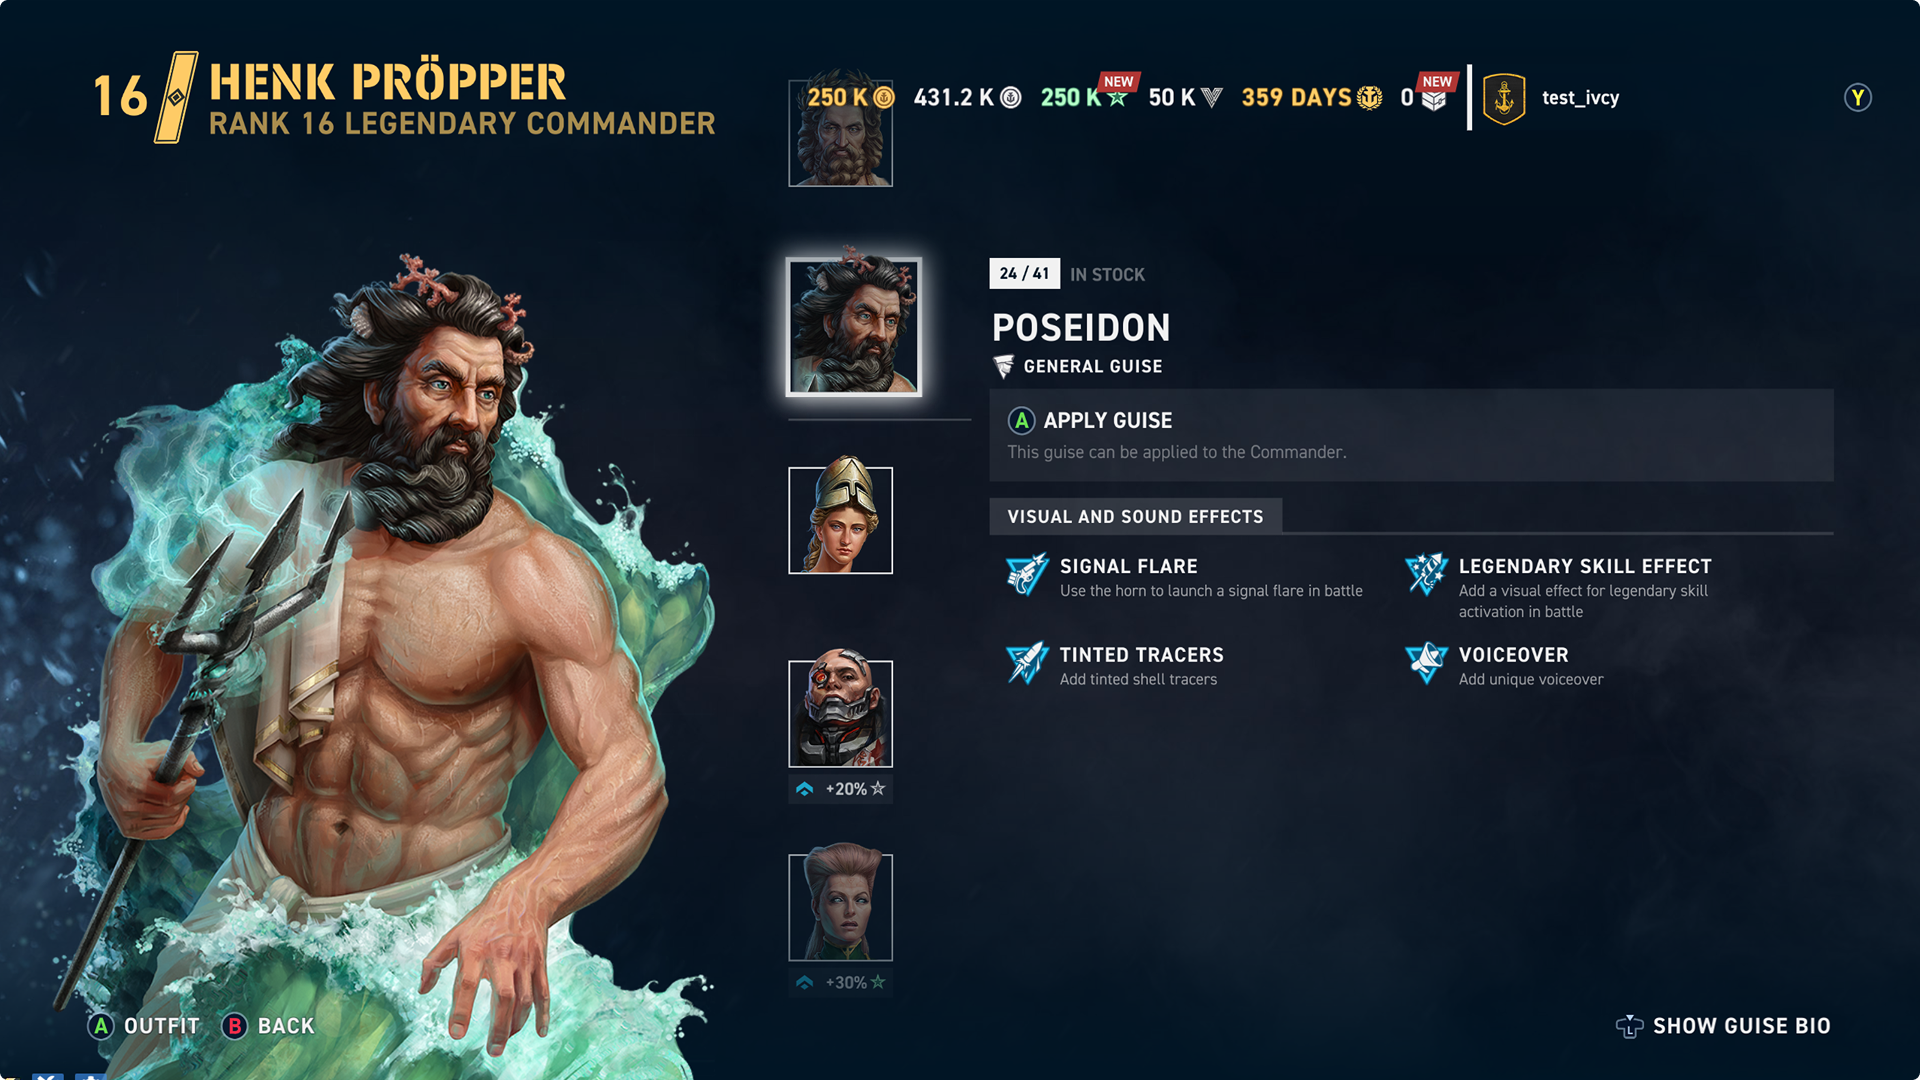 16
HENK PRÖPPER
RANK 16 LEGENDARY COMMANDER
250 K 431.2 K 250 K NEW 50 K 359 DAYS 0 NEW test_ivcy Y
24 / 41 IN STOCK
POSEIDON
GENERAL GUISE
A APPLY GUISE
This guise can be applied to the Commander.
VISUAL AND SOUND EFFECTS
SIGNAL FLARE
Use the horn to launch a signal flare in battle
LEGENDARY SKILL EFFECT
Add a visual effect for legendary skill
activation in battle
TINTED TRACERS
Add tinted shell tracers
VOICEOVER
Add unique voiceover
+20%
+30%
A OUTFIT B BACK
L SHOW GUISE BIO